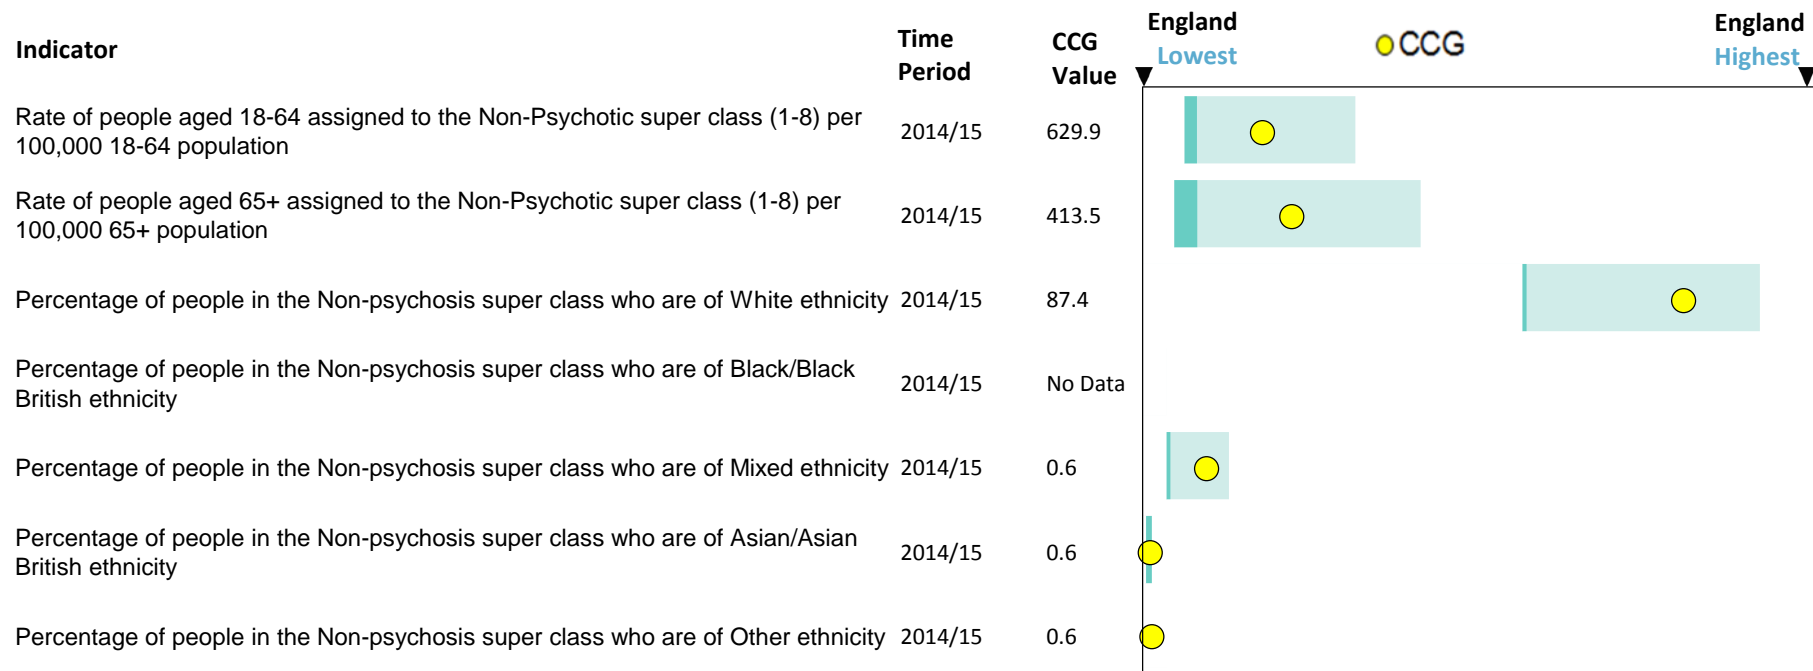 Indicator
Time
Period
CCG
Value
England
Lowest
CCG
England
Highest
Rate of people aged 18-64 assigned to the Non-Psychotic super class (1-8) per
100,000 18-64 population
2014/15
629.9
Rate of people aged 65+ assigned to the Non-Psychotic super class (1-8) per
100,000 65+ population
2014/15
413.5
Percentage of people in the Non-psychosis super class who are of White ethnicity
2014/15
87.4
Percentage of people in the Non-psychosis super class who are of Black/Black
British ethnicity
2014/15
No Data
Percentage of people in the Non-psychosis super class who are of Mixed ethnicity
2014/15
0.6
Percentage of people in the Non-psychosis super class who are of Asian/Asian
British ethnicity
2014/15
0.6
Percentage of people in the Non-psychosis super class who are of Other ethnicity
2014/15
0.6